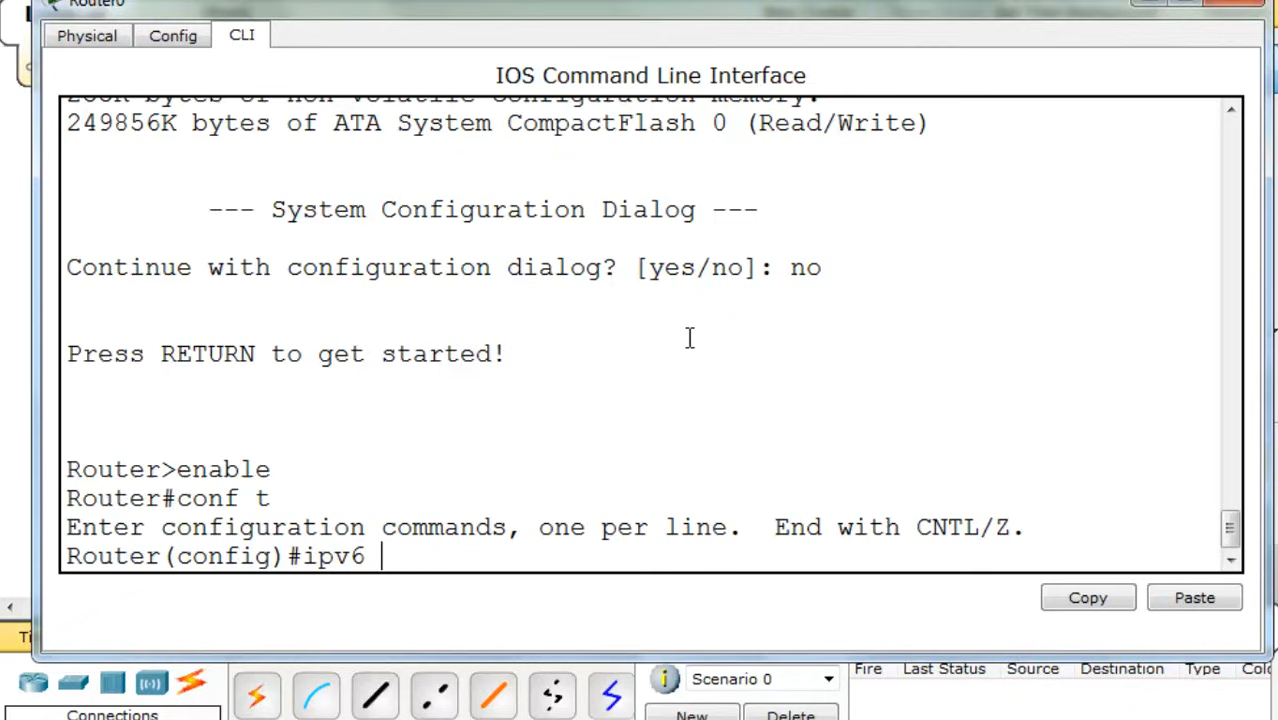 Router0
Physical
Config
CLI
IOS Command Line Interface
249856K bytes of ATA System CompactFlash 0 (Read/Write)
--- System Configuration Dialog ---
Continue with configuration dialog? [yes/no]: no
Press RETURN to get started!
Router>enable
Router#conf t
Enter configuration commands, one per line.  End with CNTL/Z.
Router(config)#ipv6
Copy
Paste
Scenario 0
Fire
Last Status
Source
Destination
Type
Connections
New
Delete